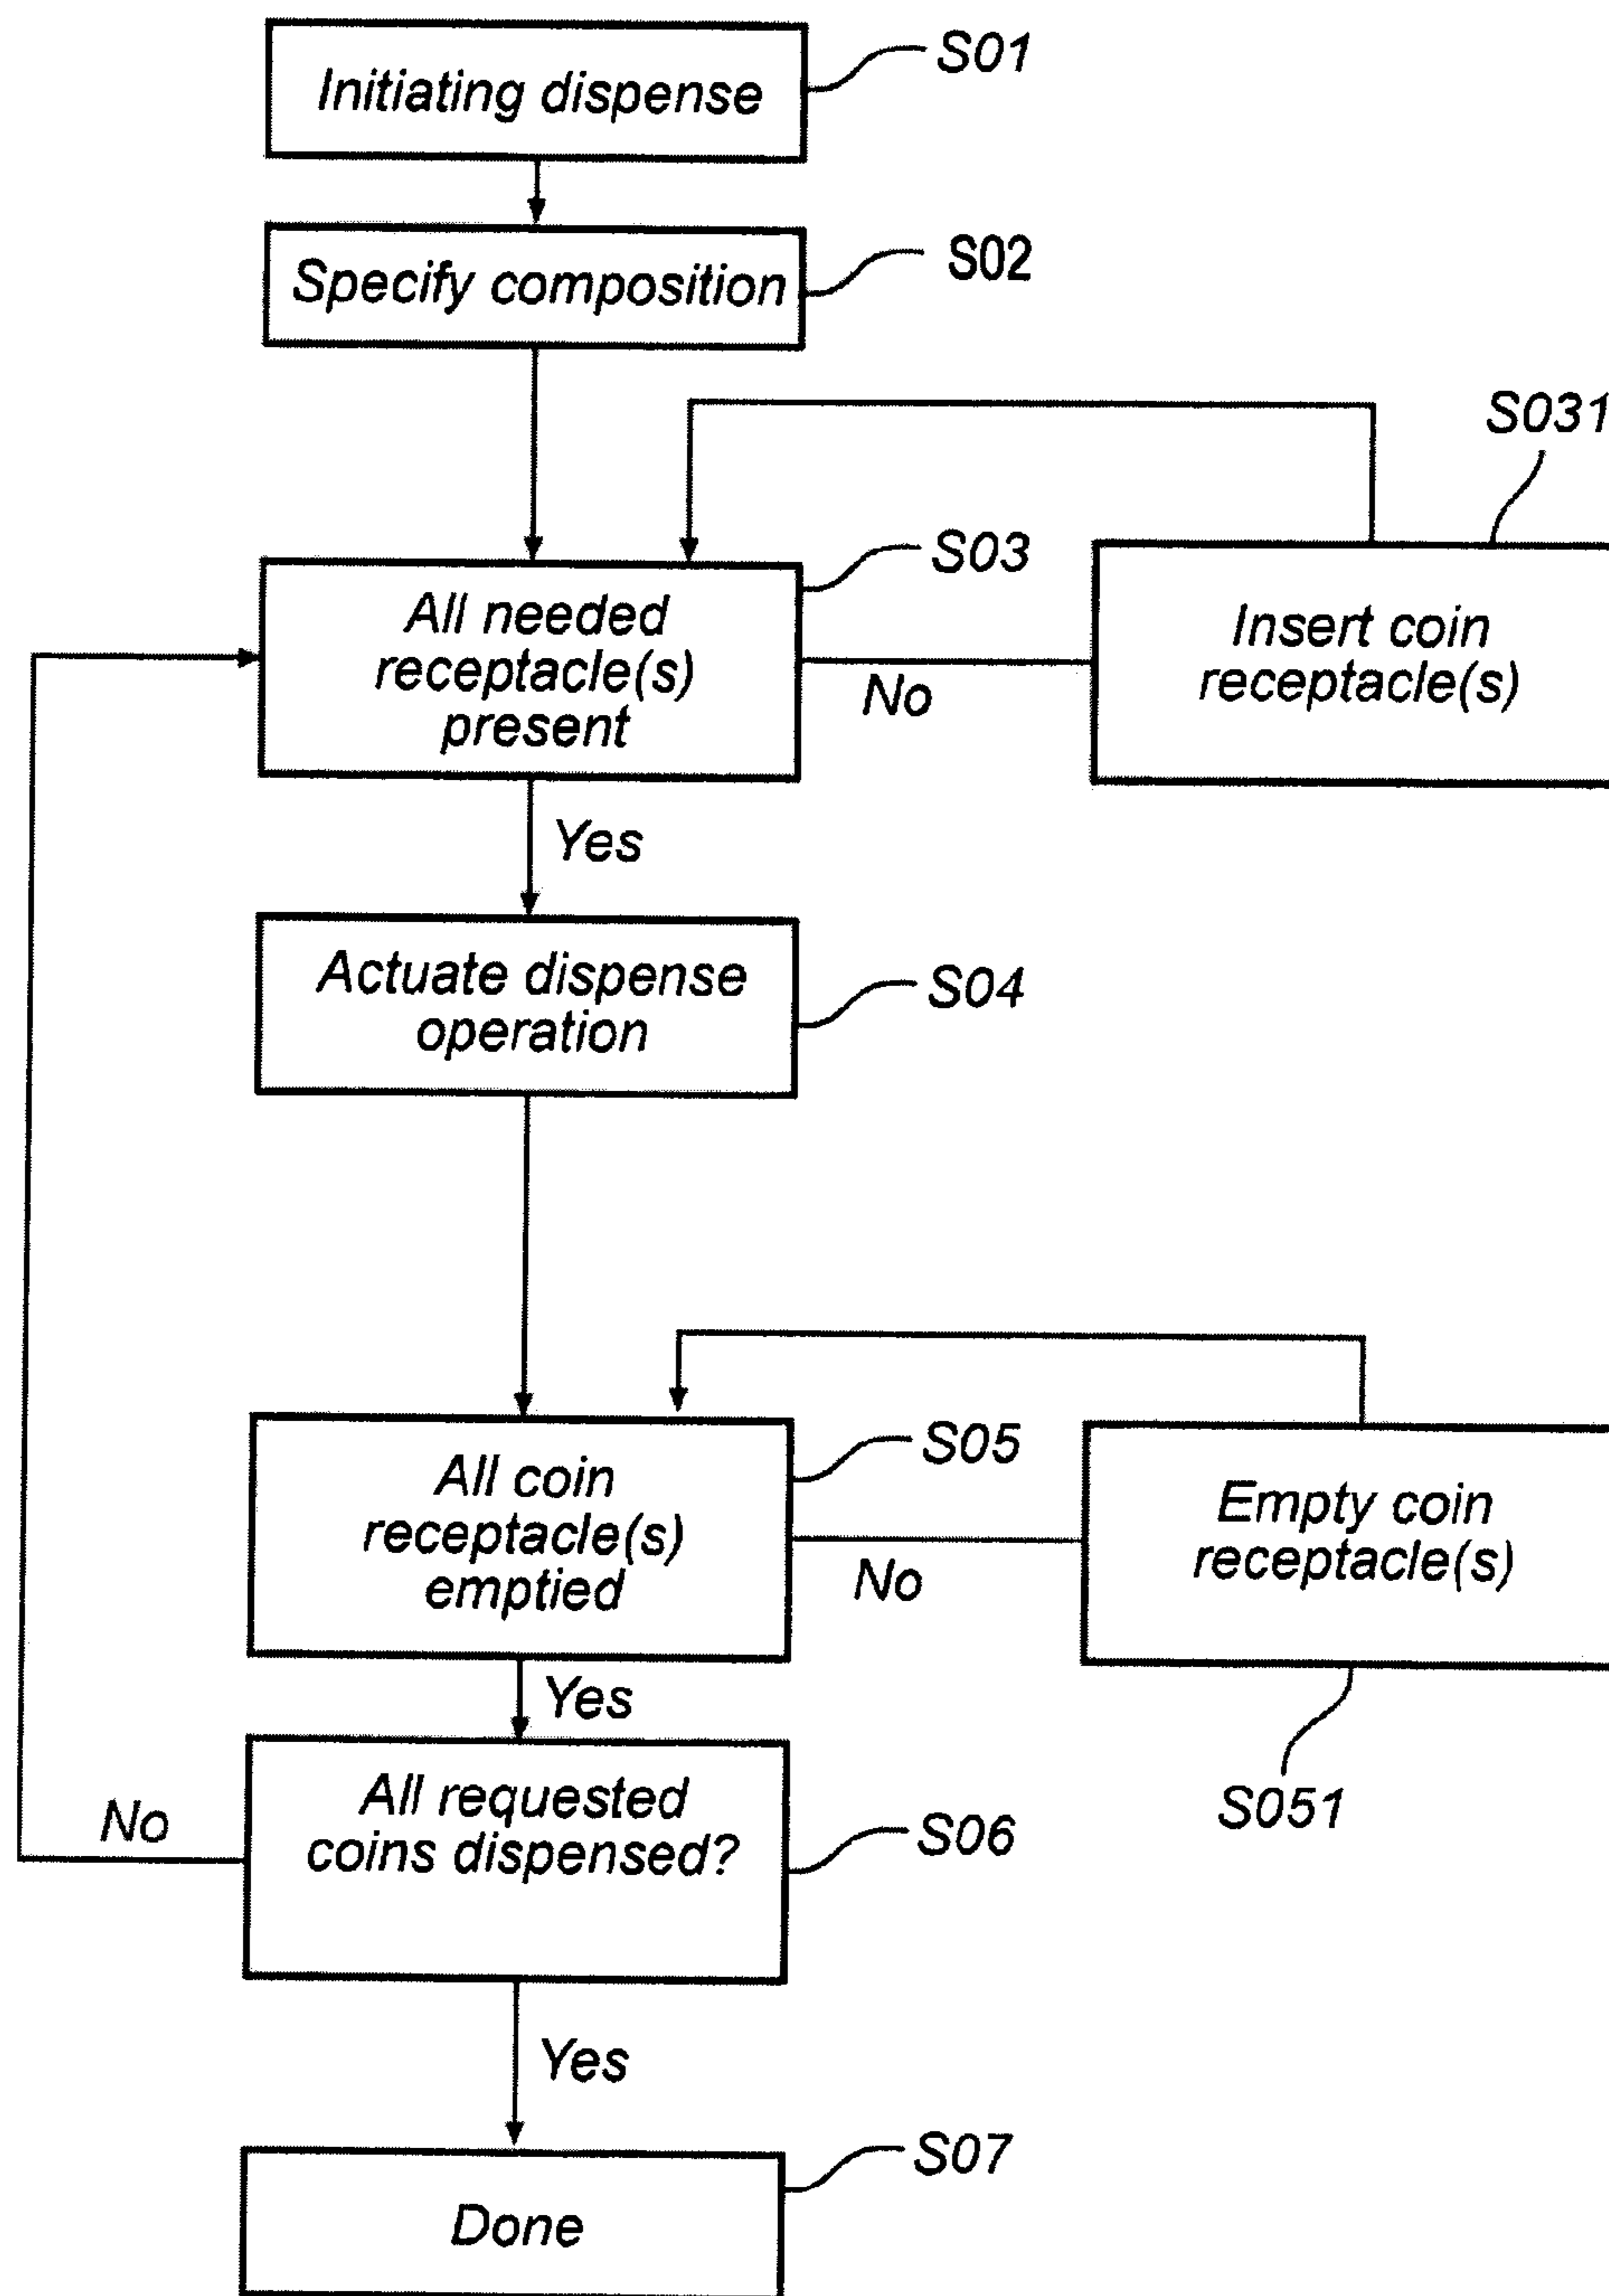 Initiating dispense
S01
Specify composition
S02
S031
S03
All needed
receptacle(s)
present
Insert coin
receptacle(s)
No
Yes
Actuate dispense
operation
S04
All coin
receptacle(s)
emptied
S05
Empty coin
receptacle(s)
No
Yes
S051
All requested
coins dispensed?
S06
No
Yes
S07
Done